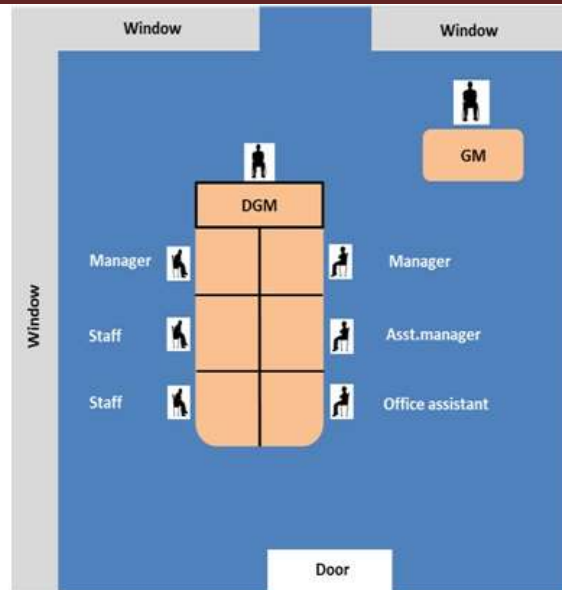 Window
Window
GM
DGM
Manager
Manager
Window
Staff
Asst.manager
Staff
Office assistant
Door